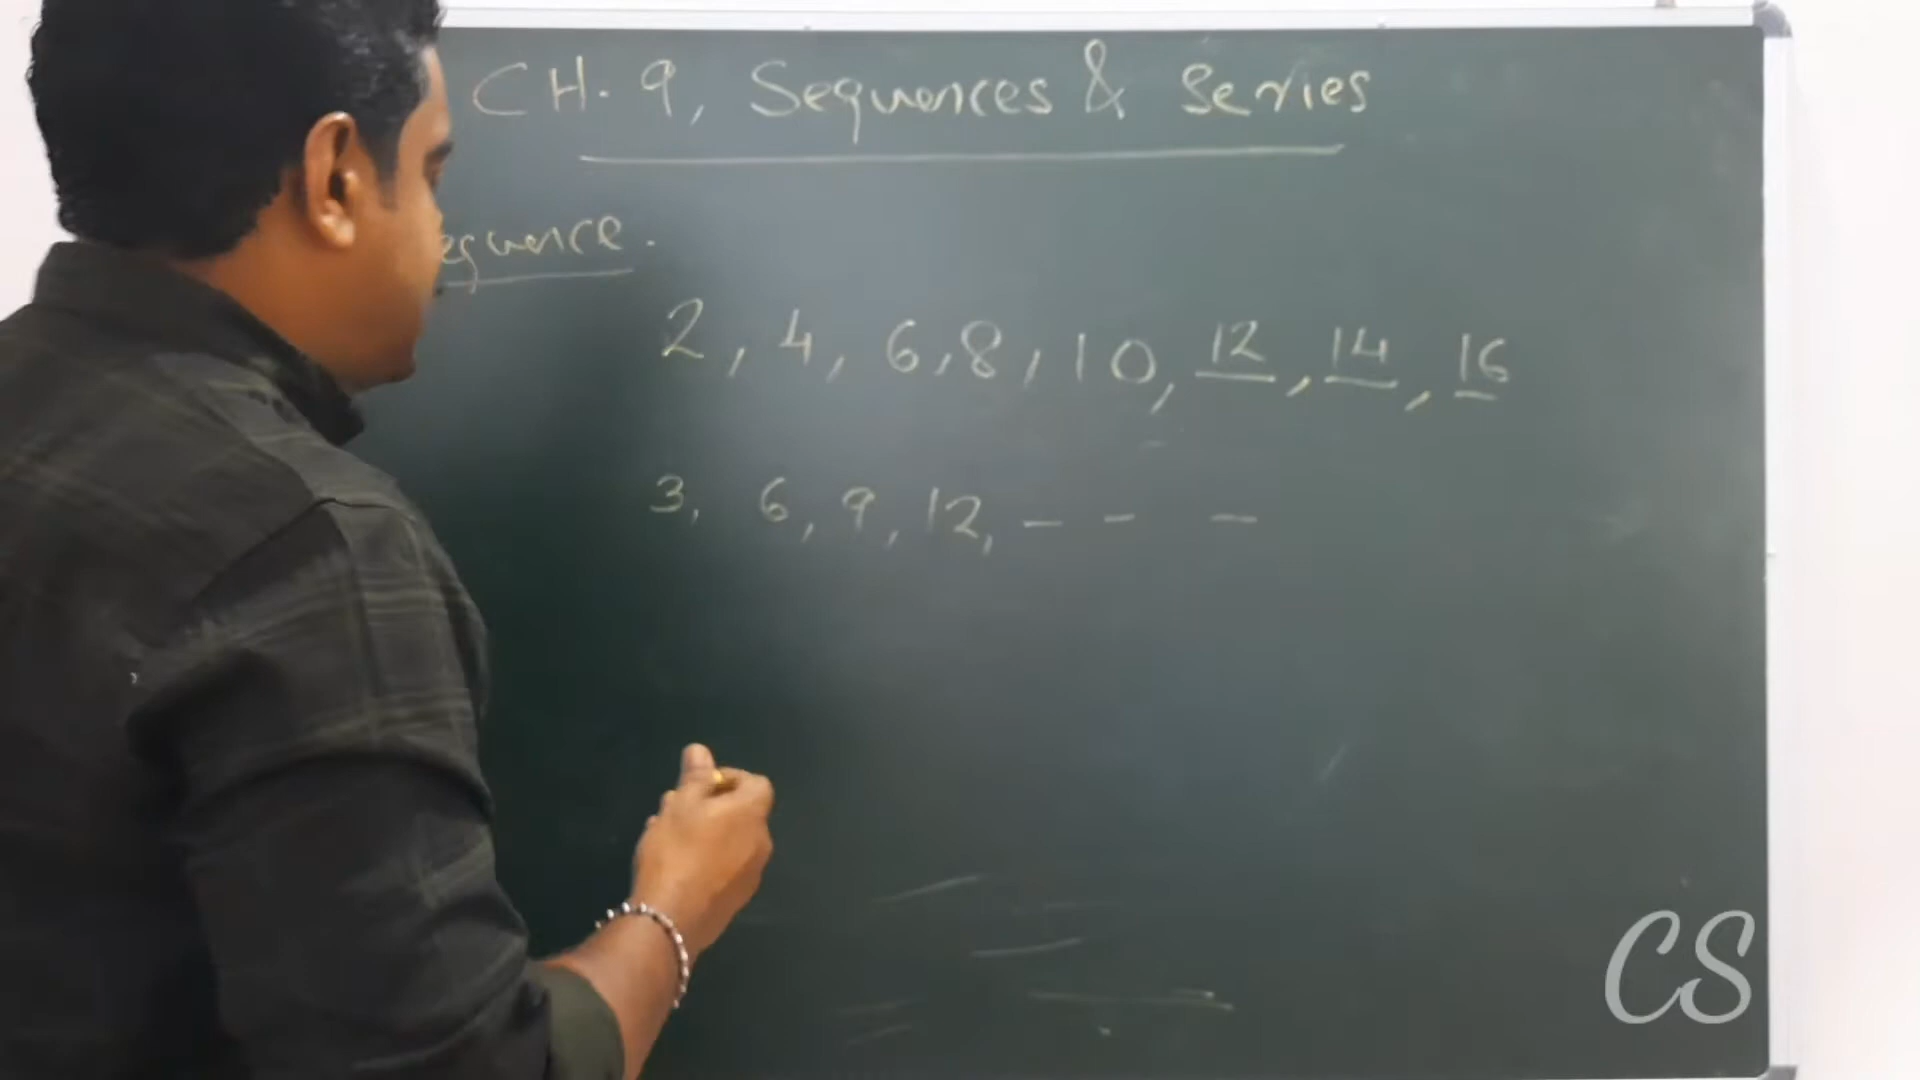 CH. 9, Sequences & Series
equence.
2, 4, 6, 8, 10, 12, 14, 16
3, 6, 9, 12, - - -
CS